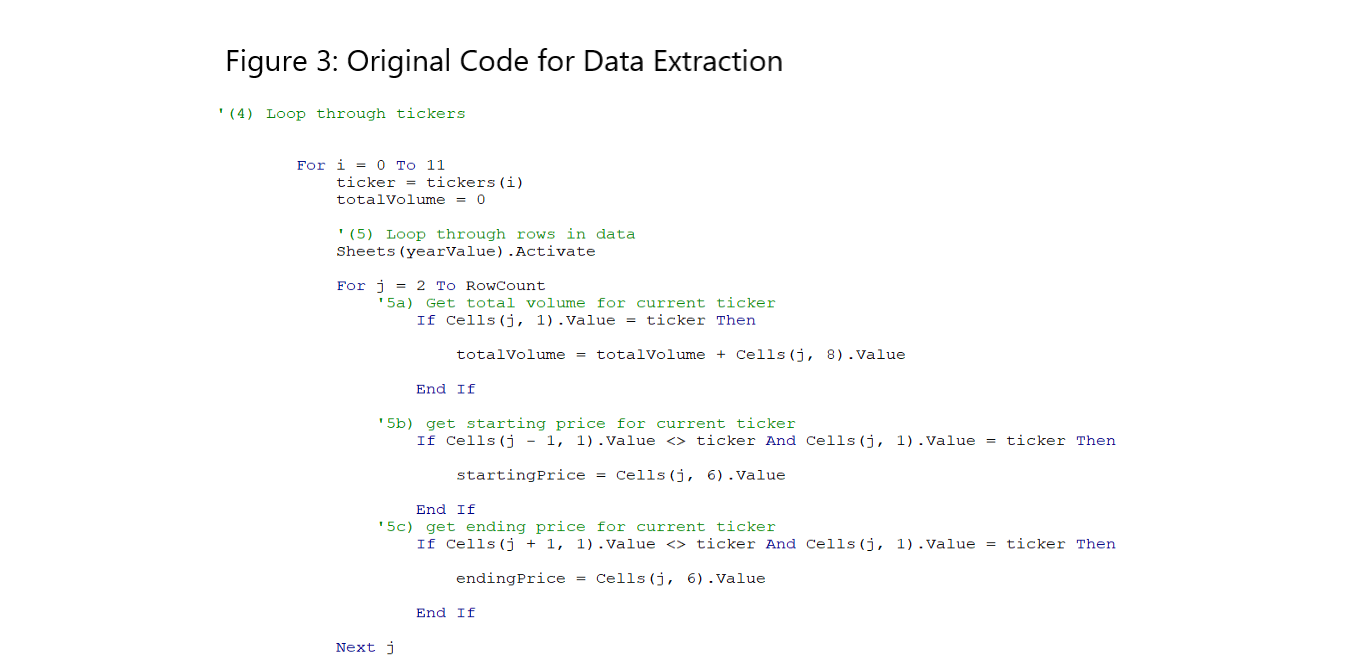 Figure 3: Original Code for Data Extraction
'(4) Loop through tickers
For i = 0 To 11
ticker = tickers(i)
totalVolume = 0
'(5) Loop through rows in data
Sheets(yearValue).Activate
For j = 2 To RowCount
'5a) Get total volume for current ticker
If Cells(j, 1).Value = ticker Then
totalVolume = totalVolume + Cells(j, 8).Value
End If
'5b) get starting price for current ticker
If Cells(j - 1, 1).Value <> ticker And Cells(j, 1).Value = ticker Then
startingPrice = Cells(j, 6).Value
End If
'5c) get ending price for current ticker
If Cells(j + 1, 1).Value <> ticker And Cells(j, 1).Value = ticker Then
endingPrice = Cells(j, 6).Value
End If
Next j